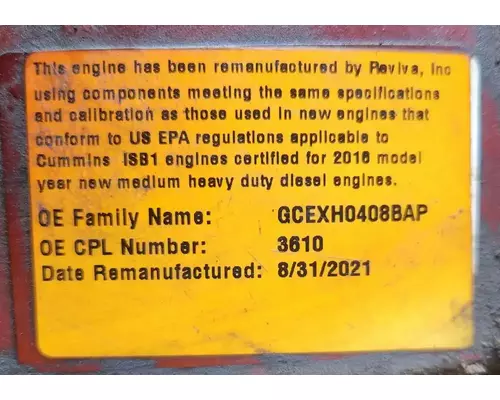 This engine has been remanufactured by Reviva, Inc
using components meeting the same specifications
and calibration as those used in new engines that
conform to US EPA regulations applicable to
Cummins ISB1 engines certified for 2016 model
year new medium heavy duty diesel engines.
OE Family Name: GCEXH0408BAP
OE CPL Number: 3610
Date Remanufactured: 8/31/2021